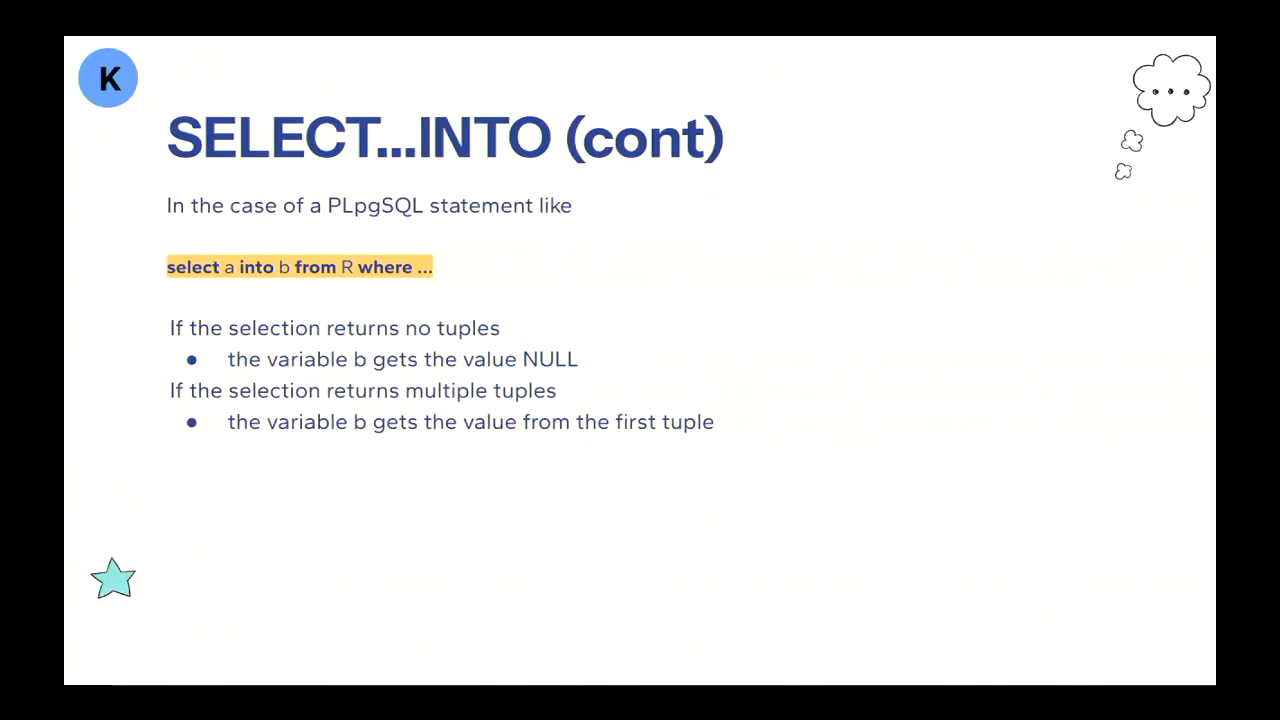 K
SELECT...INTO (cont)
In the case of a PLpgSQL statement like
select a into b from R where ...
If the selection returns no tuples
● the variable b gets the value NULL
If the selection returns multiple tuples
● the variable b gets the value from the first tuple